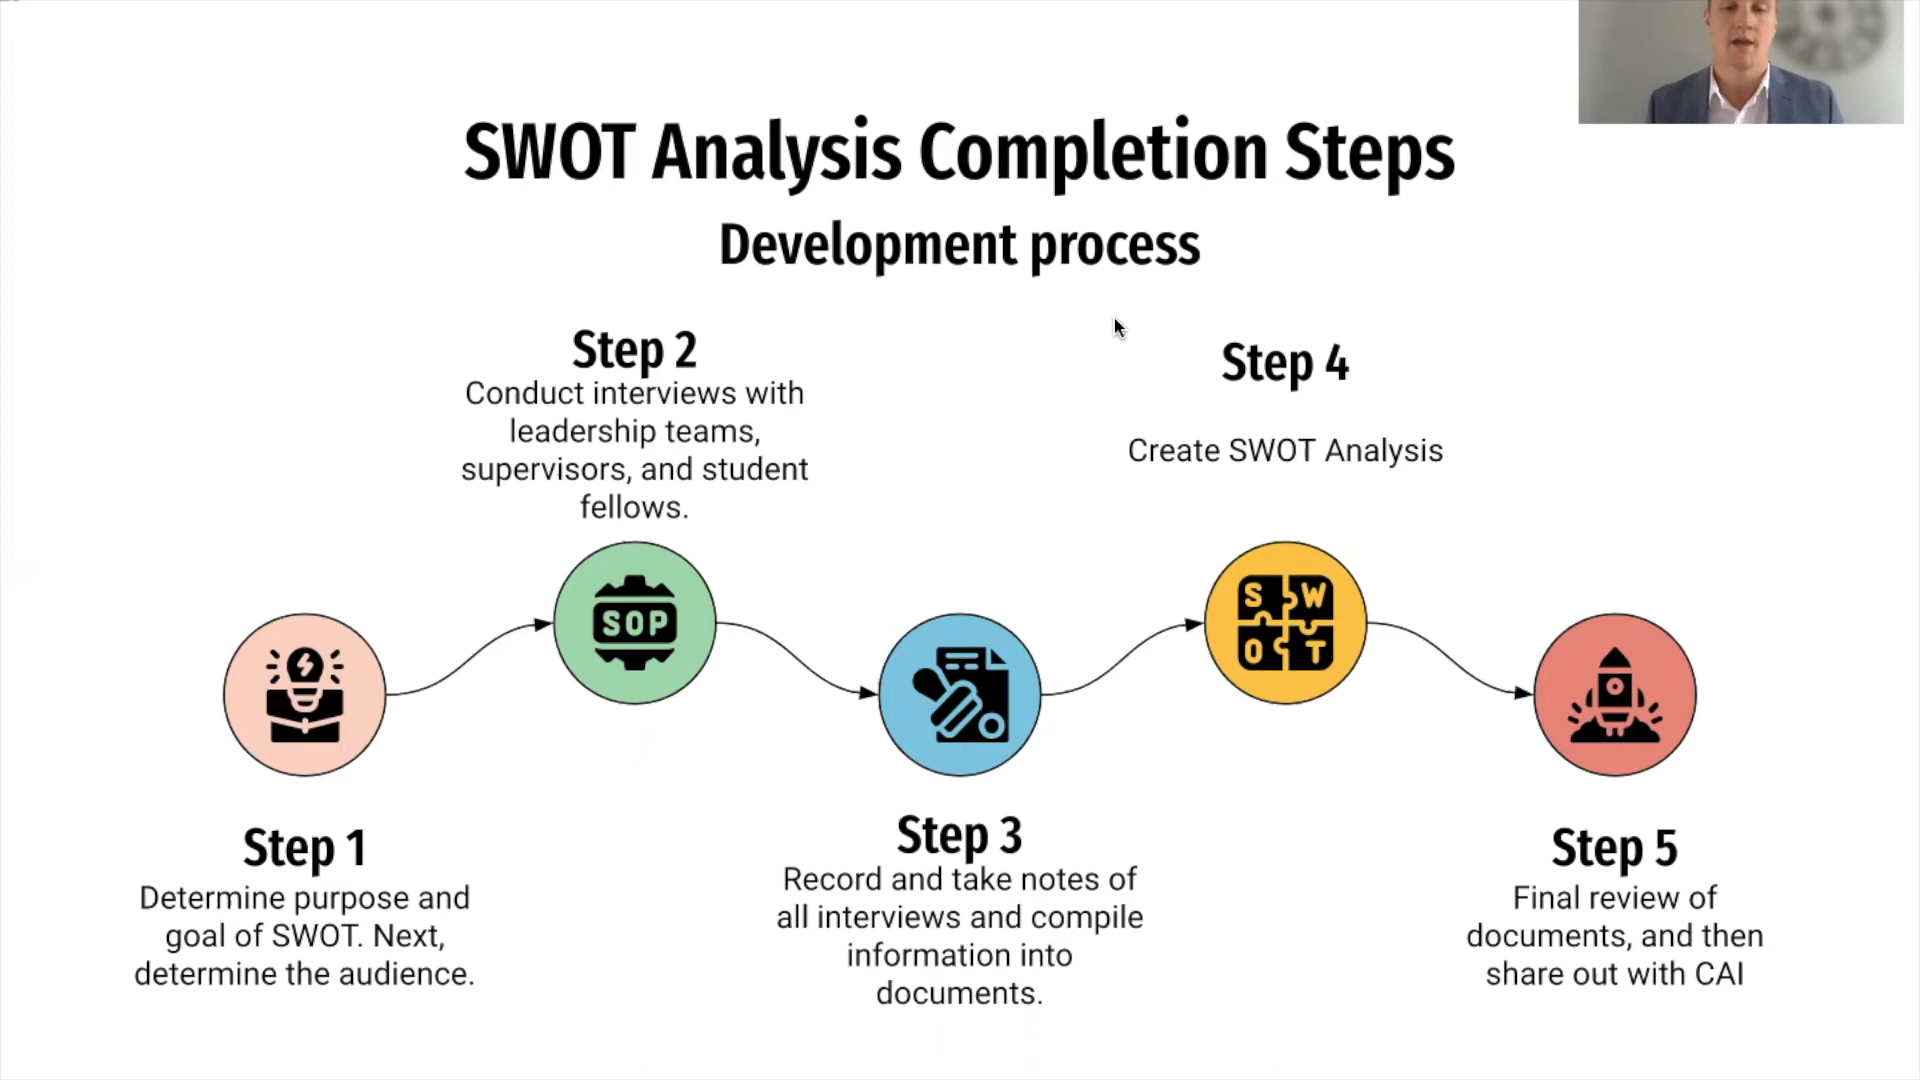 SWOT Analysis Completion Steps
Development process
Step 1
Determine purpose and
goal of SWOT. Next,
determine the audience.
Step 2
Conduct interviews with
leadership teams,
supervisors, and student
fellows.
SOP
Step 3
Record and take notes of
all interviews and compile
information into
documents.
Step 4
Create SWOT Analysis
S W
O T
Step 5
Final review of
documents, and then
share out with CAI